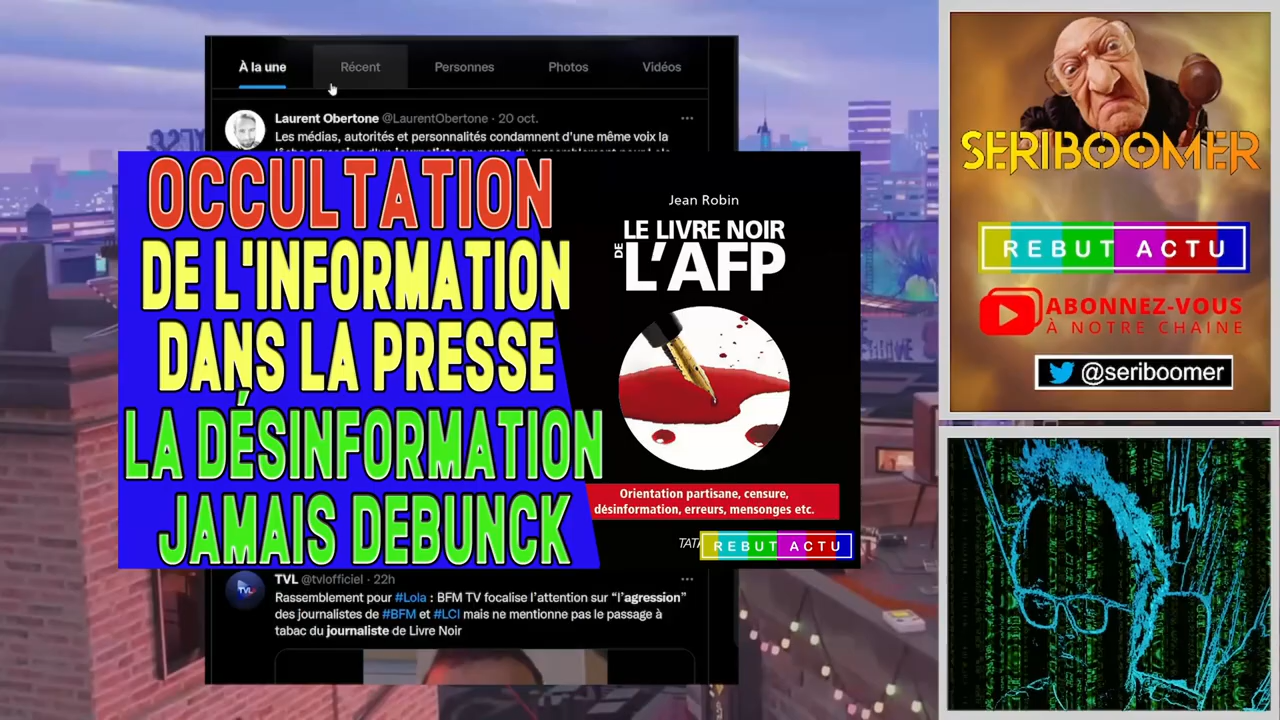 À la une
Récent
Personnes
Photos
Vidéos
Laurent Obertone @LaurentObertone · 20 oct.
Les médias, autorités et personnalités condamnent d'une même voix la
OCCULTATION
DE L'INFORMATION
DANS LA PRESSE
LA DÉSINFORMATION
JAMAIS DEBUNCK
Jean Robin
LE LIVRE NOIR
DE
L'AFP
Orientation partisane, censure,
désinformation, erreurs, mensonges etc.
REBUT ACTU
TVL @tvlofficiel · 22h
Rassemblement pour #Lola : BFM TV focalise l'attention sur "l'agression"
des journalistes de #BFM et #LCI mais ne mentionne pas le passage à
tabac du journaliste de Livre Noir
SERIBOOMER
REBUT ACTU
ABONNEZ-VOUS
À NOTRE CHAINE
@seriboomer